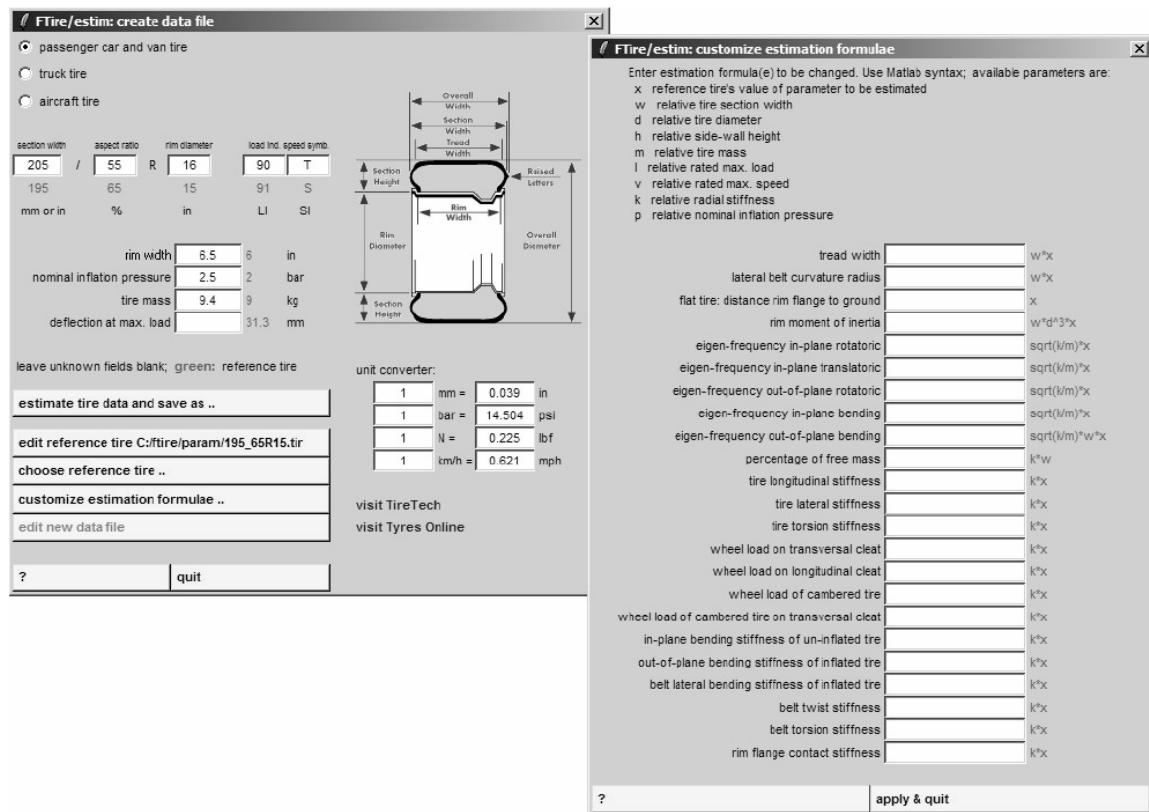 FTire/estim: create data file
passenger car and van tire
truck tire
aircraft tire
section width aspect ratio rim diameter load ind. speed symb.
205 / 55 R 16 90 T
195 65 15 91 S
mm or in % in LI SI
rim width 6.5 6 in
nominal inflation pressure 2.5 2 bar
tire mass 9.4 9 kg
deflection at max. load 31.3 mm
leave unknown fields blank; green: reference tire
estimate tire data and save as ..
edit reference tire C:/ftire/param/195_65R15.tir
choose reference tire ..
customize estimation formulae ..
edit new data file
? quit
Overall
Width
Section
Width
Tread
Width
Section
Height
Raised
Letters
Rim
Width
Rim
Diameter
Overall
Diameter
Section
Height
unit converter:
1 mm = 0.039 in
1 bar = 14.504 psi
1 N = 0.225 lbf
1 km/h = 0.621 mph
visit TireTech
visit Tyres Online
FTire/estim: customize estimation formulae
Enter estimation formula(e) to be changed. Use Matlab syntax; available parameters are:
x reference tire's value of parameter to be estimated
w relative tire section width
d relative tire diameter
h relative side-wall height
m relative tire mass
l relative rated max. load
v relative rated max. speed
k relative radial stiffness
p relative nominal inflation pressure
tread width w*x
lateral belt curvature radius w*x
flat tire: distance rim flange to ground x
rim moment of inertia w*d^3*x
eigen-frequency in-plane rotatoric sqrt(k/m)*x
eigen-frequency in-plane translatoric sqrt(k/m)*x
eigen-frequency out-of-plane rotatoric sqrt(k/m)*x
eigen-frequency in-plane bending sqrt(k/m)*x
eigen-frequency out-of-plane bending sqrt(k/m)*w*x
percentage of free mass k*w
tire longitudinal stiffness k*x
tire lateral stiffness k*x
tire torsion stiffness k*x
wheel load on transversal cleat k*x
wheel load on longitudinal cleat k*x
wheel load of cambered tire k*x
wheel load of cambered tire on transversal cleat k*x
in-plane bending stiffness of un-inflated tire k*x
out-of-plane bending stiffness of inflated tire k*x
belt lateral bending stiffness of inflated tire k*x
belt twist stiffness k*x
belt torsion stiffness k*x
rim flange contact stiffness k*x
? apply & quit